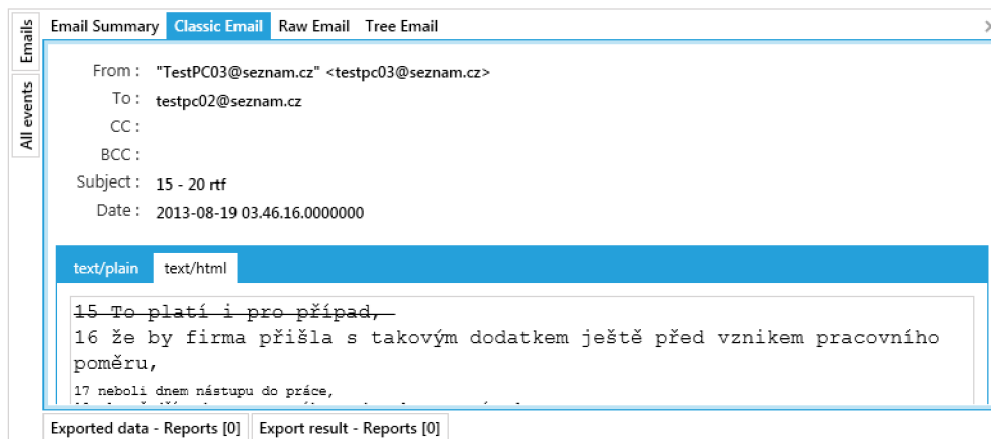 Emails
All events
Email Summary Classic Email Raw Email Tree Email
From : "TestPC03@seznam.cz" <testpc03@seznam.cz>
To : testpc02@seznam.cz
CC :
BCC :
Subject : 15 - 20 rtf
Date : 2013-08-19 03.46.16.0000000
text/plain text/html
15 To platí i pro případ,
16 že by firma přišla s takovým dodatkem ještě před vznikem pracovního
poměru,
17 neboli dnem nástupu do práce,
Exported data - Reports [0] Export result - Reports [0]